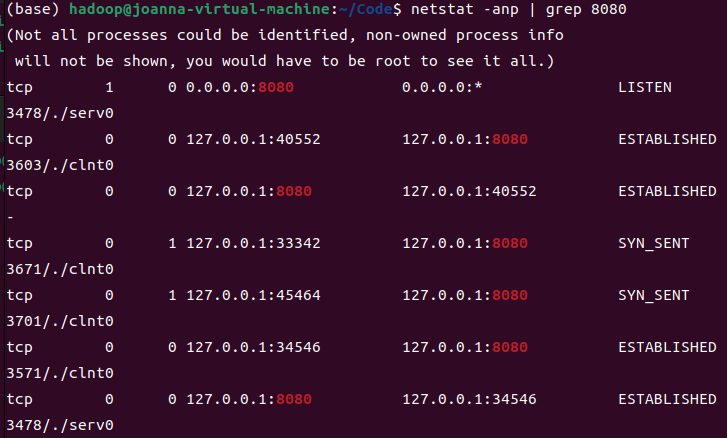 (base) hadoop@joanna-virtual-machine:~/Code$ netstat -anp | grep 8080
(Not all processes could be identified, non-owned process info
 will not be shown, you would have to be root to see it all.)
tcp        1      0 0.0.0.0:8080            0.0.0.0:*               LISTEN
3478/./serv0
tcp        0      0 127.0.0.1:40552         127.0.0.1:8080          ESTABLISHED
3603/./clnt0
tcp        0      0 127.0.0.1:8080          127.0.0.1:40552         ESTABLISHED
-
tcp        0      1 127.0.0.1:33342         127.0.0.1:8080          SYN_SENT
3671/./clnt0
tcp        0      1 127.0.0.1:45464         127.0.0.1:8080          SYN_SENT
3701/./clnt0
tcp        0      0 127.0.0.1:34546         127.0.0.1:8080          ESTABLISHED
3571/./clnt0
tcp        0      0 127.0.0.1:8080          127.0.0.1:34546         ESTABLISHED
3478/./serv0